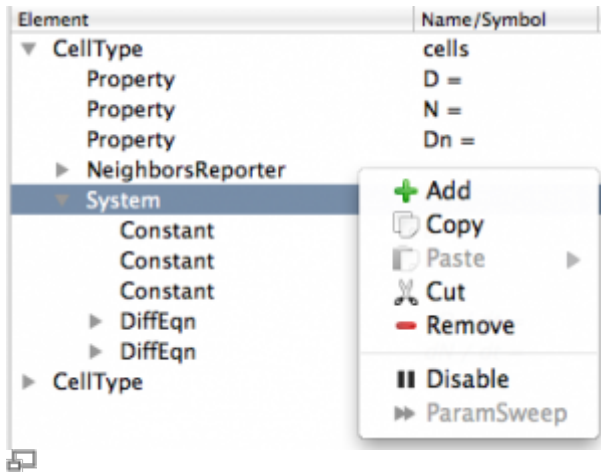 Element Name/Symbol
CellType cells
Property D =
Property N =
Property Dn =
NeighborsReporter
System
Constant
Constant
Constant
DiffEqn
DiffEqn
CellType
Add
Copy
Paste
Cut
Remove
Disable
ParamSweep